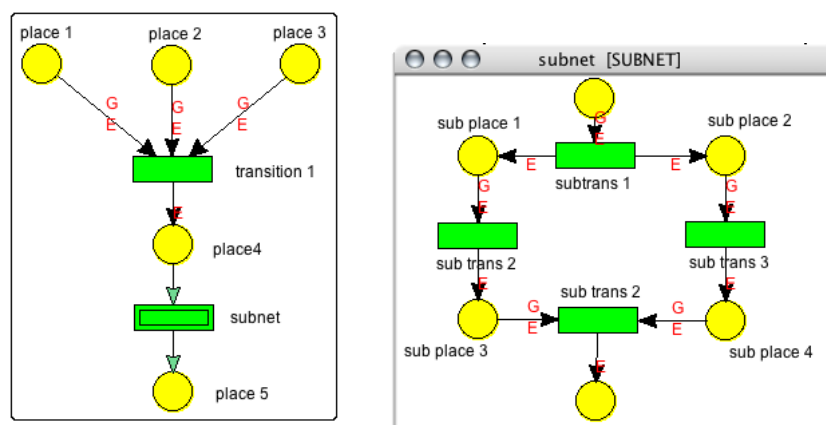 place 1
place 2
place 3
G
E
G
E
G
E
transition 1
E
place4
subnet
place 5
subnet [SUBNET]
G
E
sub place 1
sub place 2
E
E
subtrans 1
G
E
G
E
sub trans 2
sub trans 3
E
E
sub trans 2
G
E
G
E
sub place 3
sub place 4
E